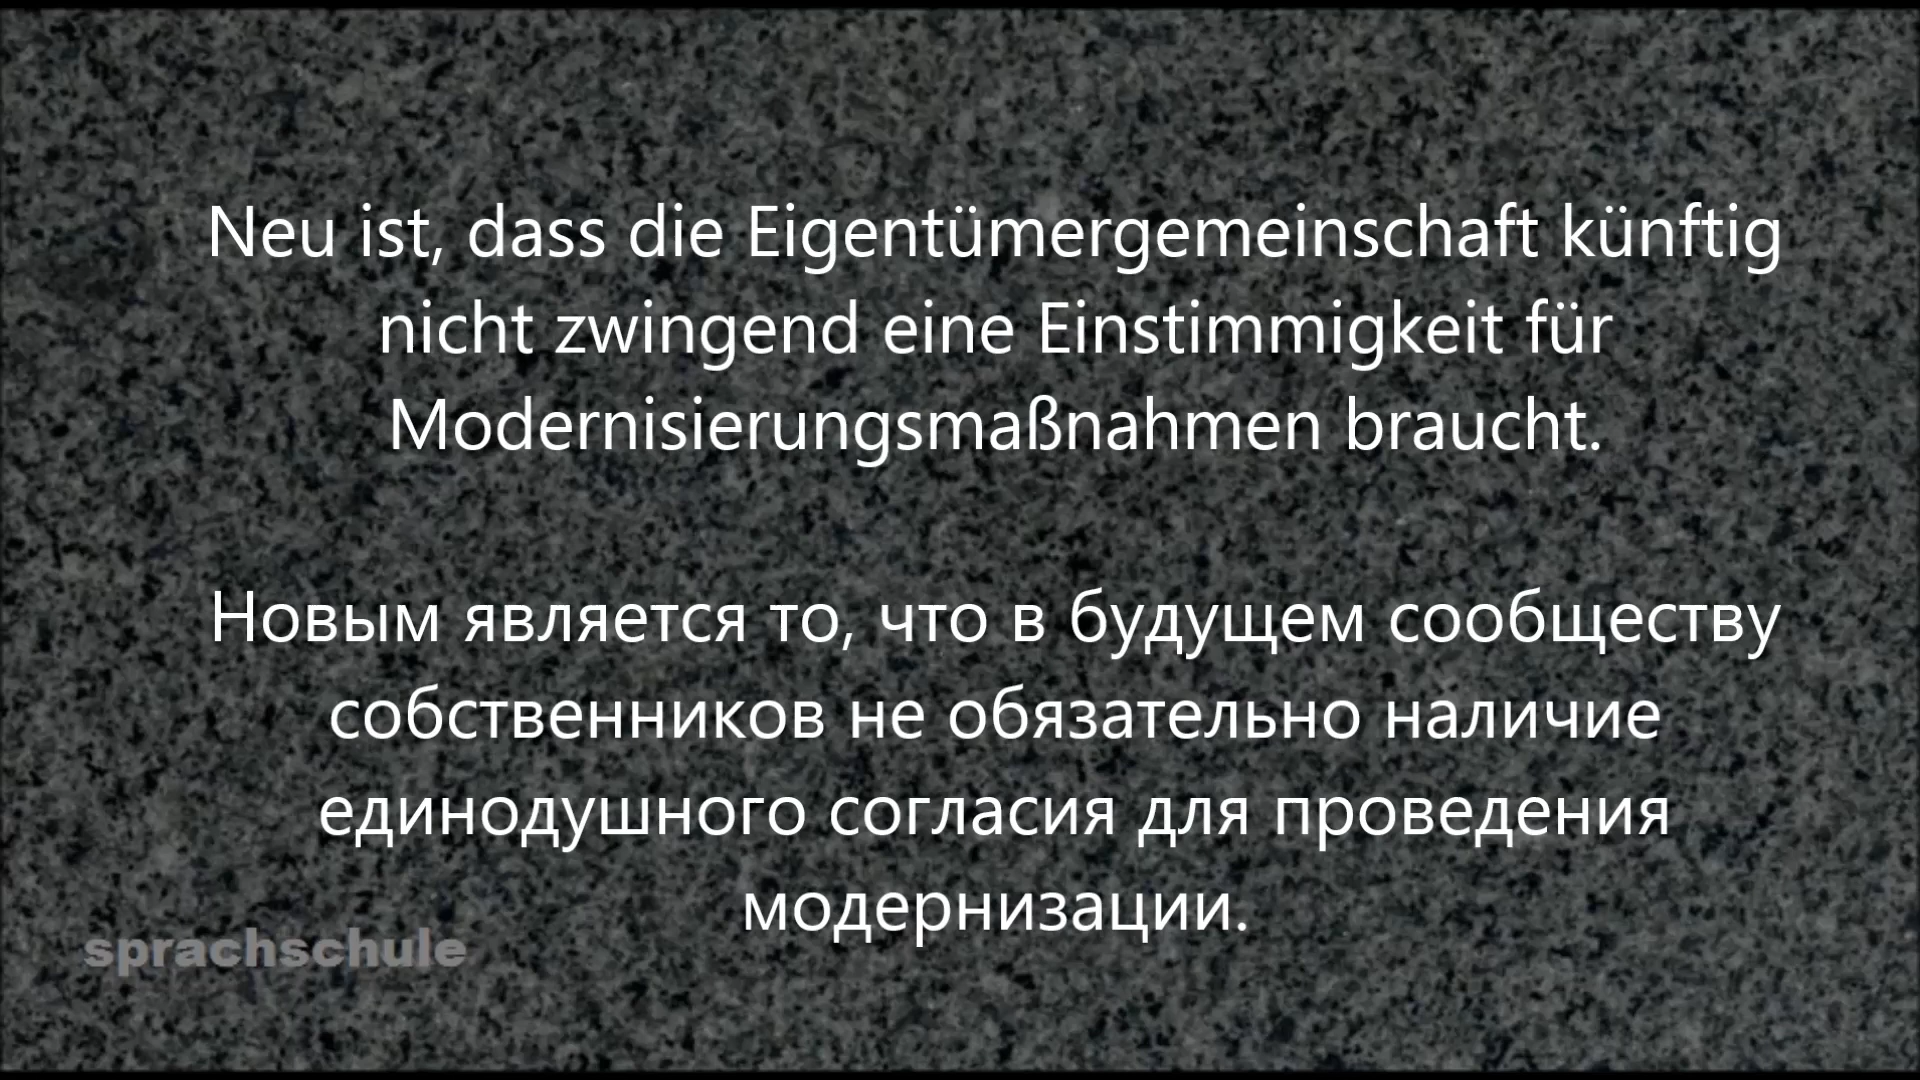 Neu ist, dass die Eigentümergemeinschaft künftig
nicht zwingend eine Einstimmigkeit für
Modernisierungsmaßnahmen braucht.
Новым является то, что в будущем сообществу
собственников не обязательно наличие
единодушного согласия для проведения
модернизации.
sprachschule